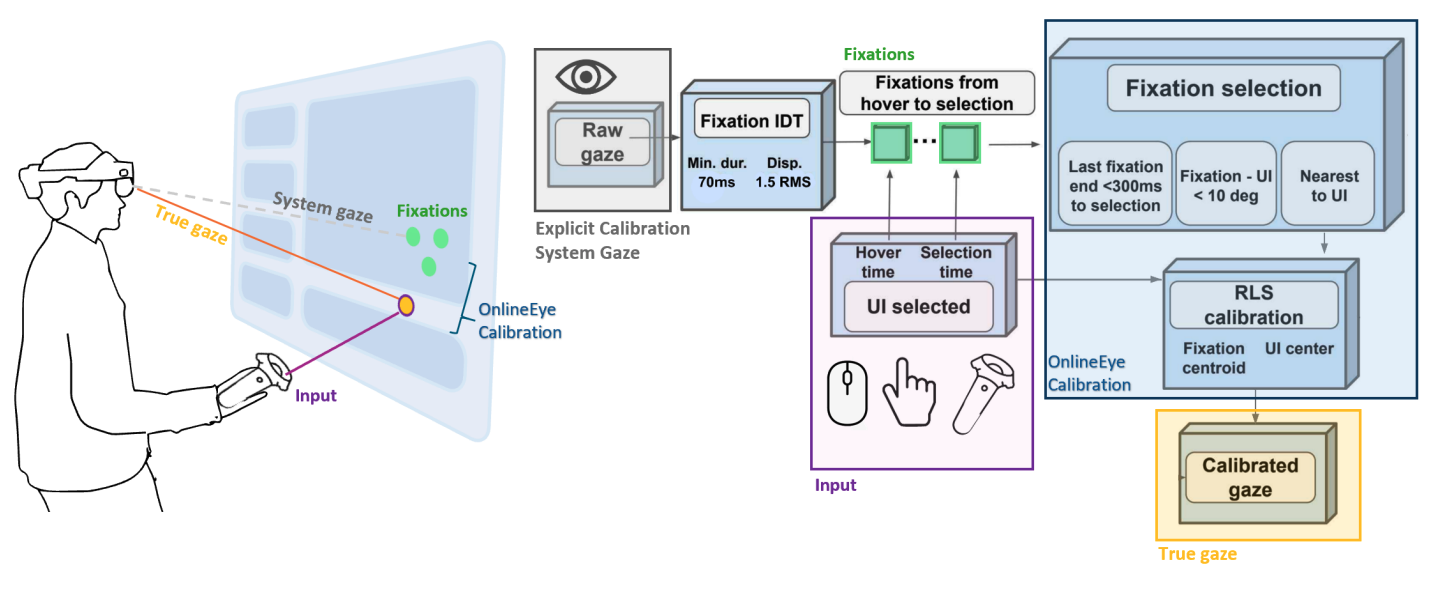 System gaze
True gaze
Fixations
OnlineEye
Calibration
Input
Raw
gaze
Explicit Calibration
System Gaze
Fixation IDT
Min. dur.
70ms
Disp.
1.5 RMS
Fixations
Fixations from
hover to selection
...
Hover
time
Selection
time
UI selected
Input
Fixation selection
Last fixation
end <300ms
to selection
Fixation - UI
< 10 deg
Nearest
to UI
RLS
calibration
Fixation
centroid
UI center
OnlineEye
Calibration
Calibrated
gaze
True gaze